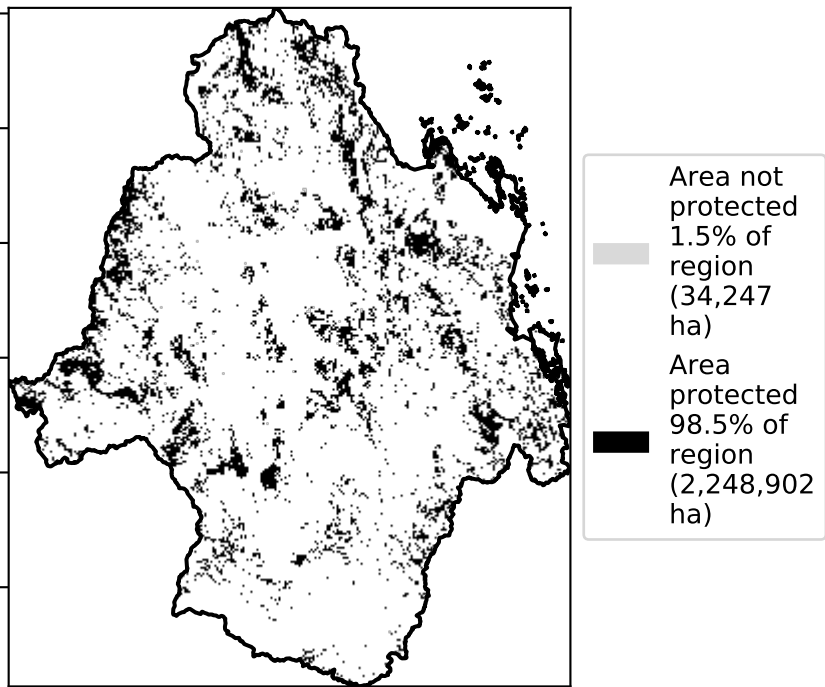 Area not
protected
1.5% of
region
(34,247
ha)
Area
protected
98.5% of
region
(2,248,902
ha)